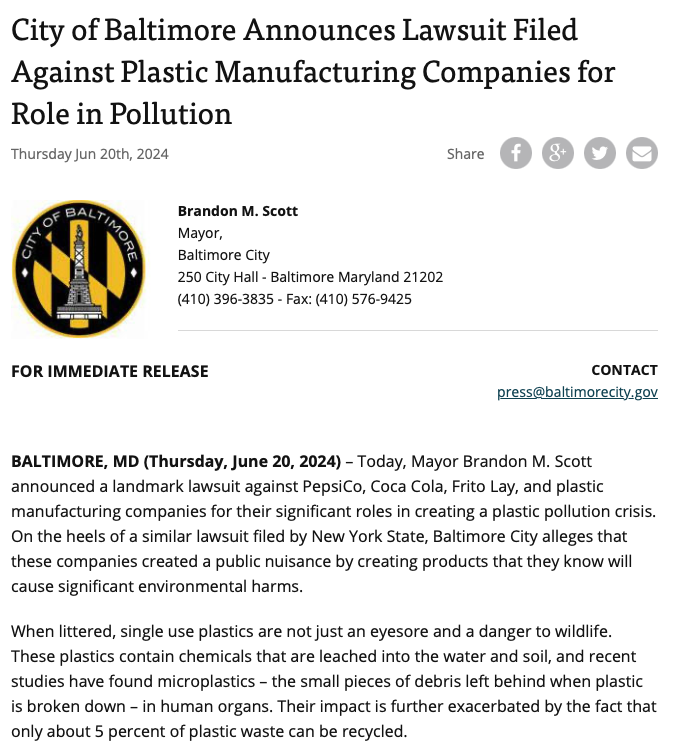 City of Baltimore Announces Lawsuit Filed
Against Plastic Manufacturing Companies for
Role in Pollution
Thursday Jun 20th, 2024
Share
f
g+
CITY OF BALTIMORE
Brandon M. Scott
Mayor,
Baltimore City
250 City Hall - Baltimore Maryland 21202
(410) 396-3835 - Fax: (410) 576-9425
FOR IMMEDIATE RELEASE
CONTACT
press@baltimorecity.gov
BALTIMORE, MD (Thursday, June 20, 2024) – Today, Mayor Brandon M. Scott
announced a landmark lawsuit against PepsiCo, Coca Cola, Frito Lay, and plastic
manufacturing companies for their significant roles in creating a plastic pollution crisis.
On the heels of a similar lawsuit filed by New York State, Baltimore City alleges that
these companies created a public nuisance by creating products that they know will
cause significant environmental harms.
When littered, single use plastics are not just an eyesore and a danger to wildlife.
These plastics contain chemicals that are leached into the water and soil, and recent
studies have found microplastics – the small pieces of debris left behind when plastic
is broken down – in human organs. Their impact is further exacerbated by the fact that
only about 5 percent of plastic waste can be recycled.